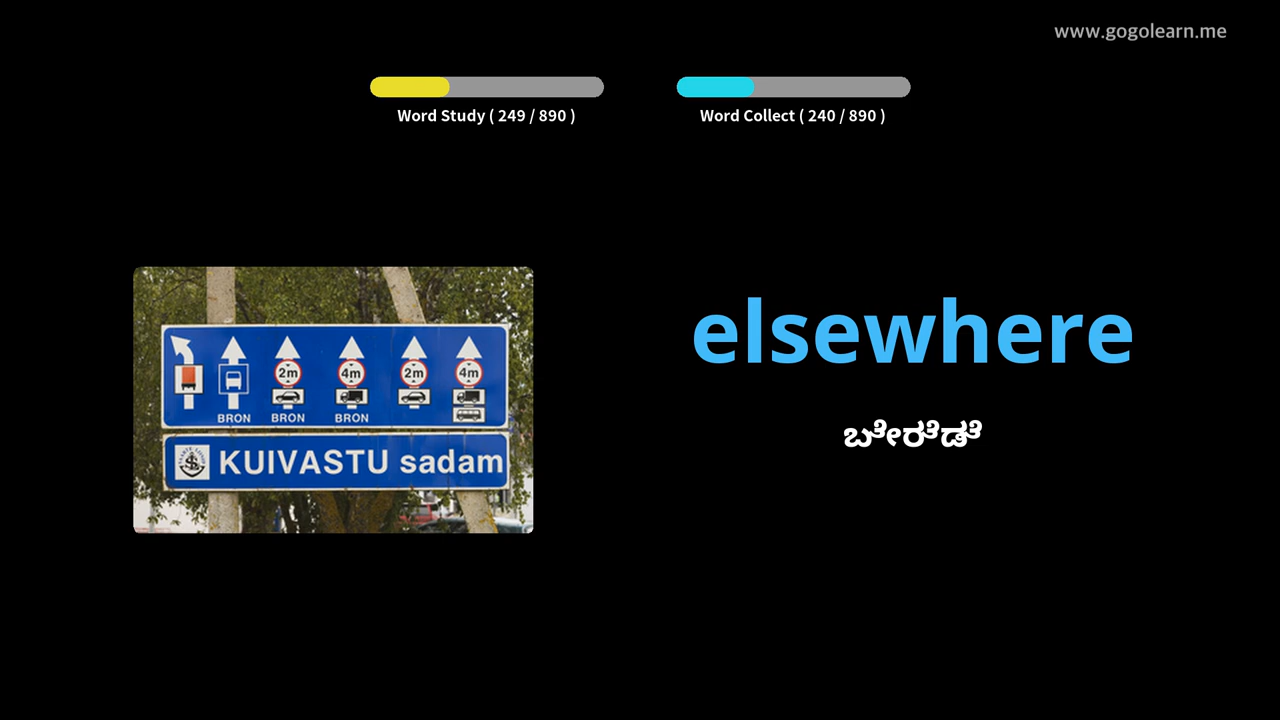 www.gogolearn.me
Word Study ( 249 / 890 )
Word Collect ( 240 / 890 )
elsewhere
ಬೇರೆಡೆ
2m 4m 2m 4m
BRON BRON BRON
KUIVASTU sadam